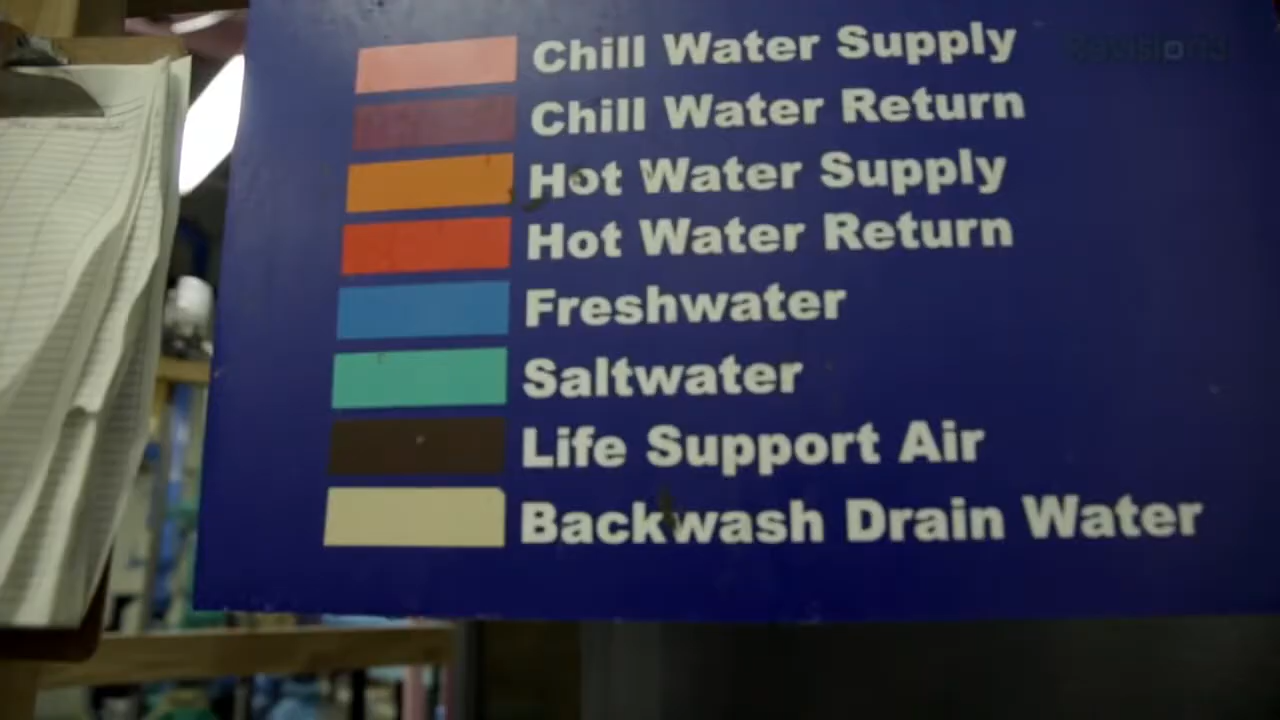 Chill Water Supply
Chill Water Return
Hot Water Supply
Hot Water Return
Freshwater
Saltwater
Life Support Air
Backwash Drain Water